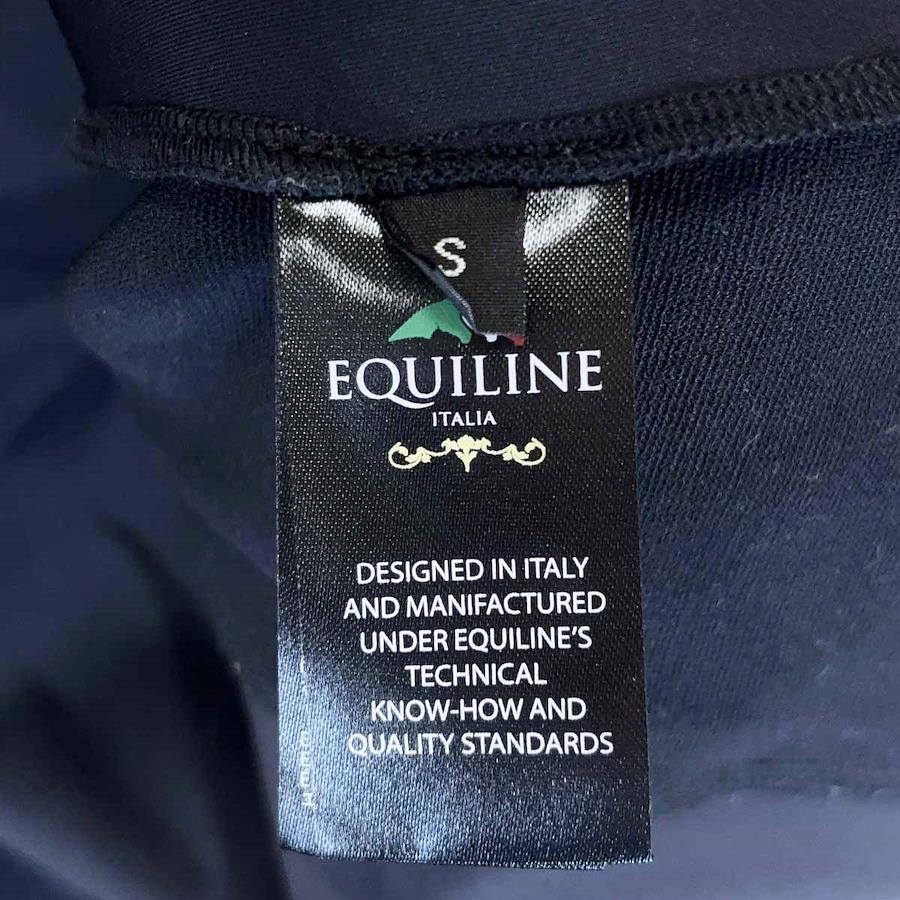 S
EQUILINE
ITALIA
DESIGNED IN ITALY
AND MANIFACTURED
UNDER EQUILINE'S
TECHNICAL
KNOW-HOW AND
QUALITY STANDARDS